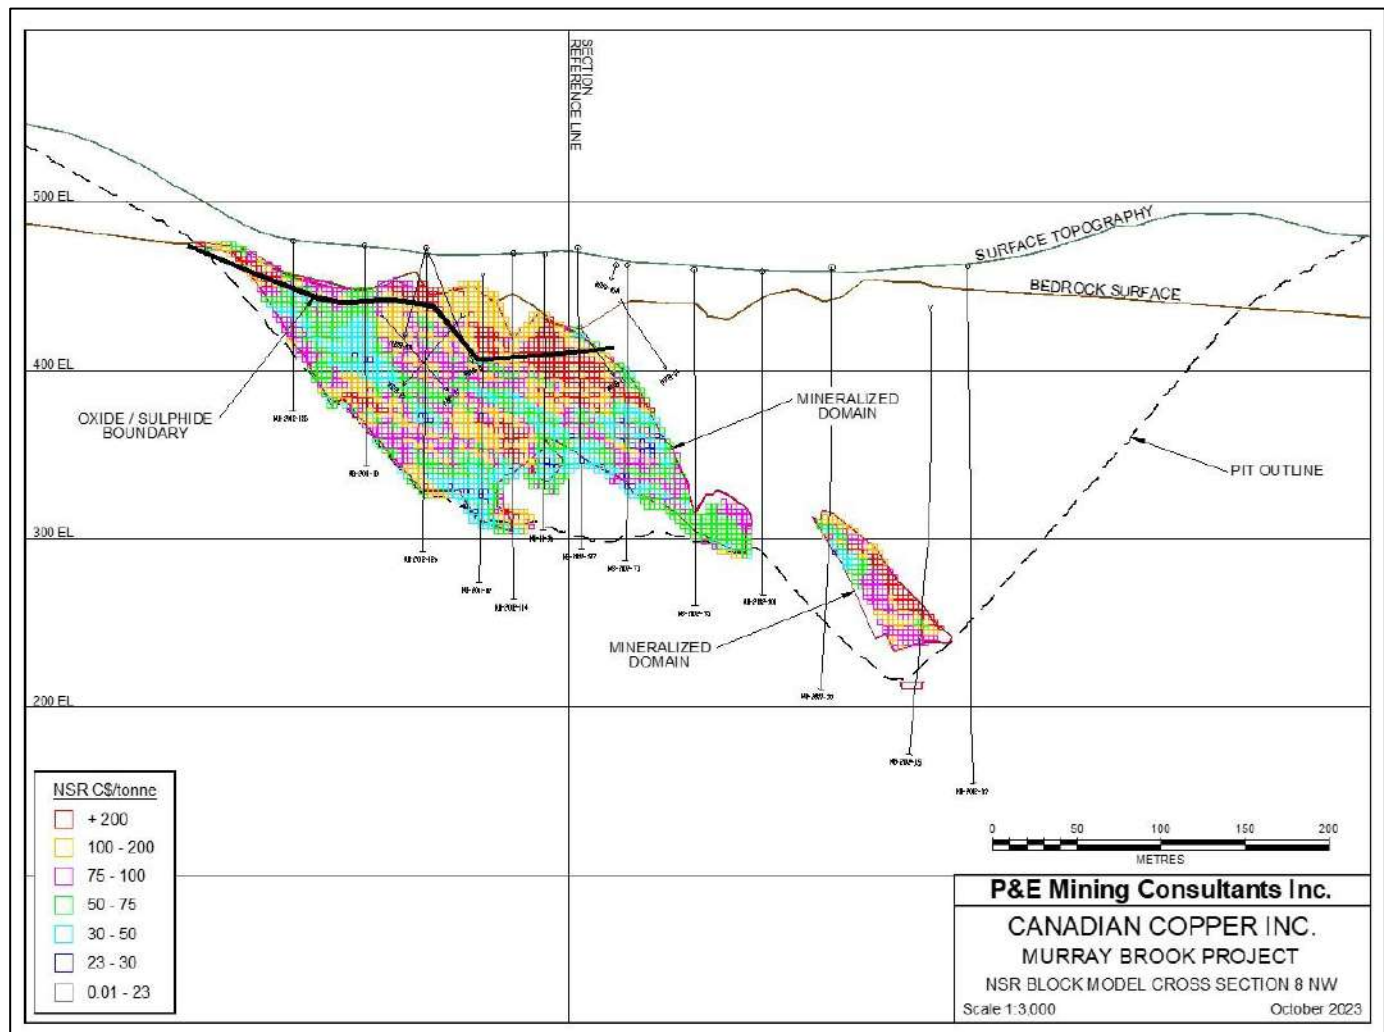 SECTION
REFERENCE LINE
500 EL
SURFACE TOPOGRAPHY
BEDROCK SURFACE
400 EL
OXIDE / SULPHIDE
BOUNDARY
MINERALIZED
DOMAIN
PIT OUTLINE
300 EL
MINERALIZED
DOMAIN
200 EL
NSR C$/tonne
+ 200
100 - 200
75 - 100
50 - 75
30 - 50
23 - 30
0.01 - 23
0 50 100 150 200
METRES
P&E Mining Consultants Inc.
CANADIAN COPPER INC.
MURRAY BROOK PROJECT
NSR BLOCK MODEL CROSS SECTION 8 NW
Scale 1:3,000 October 2023